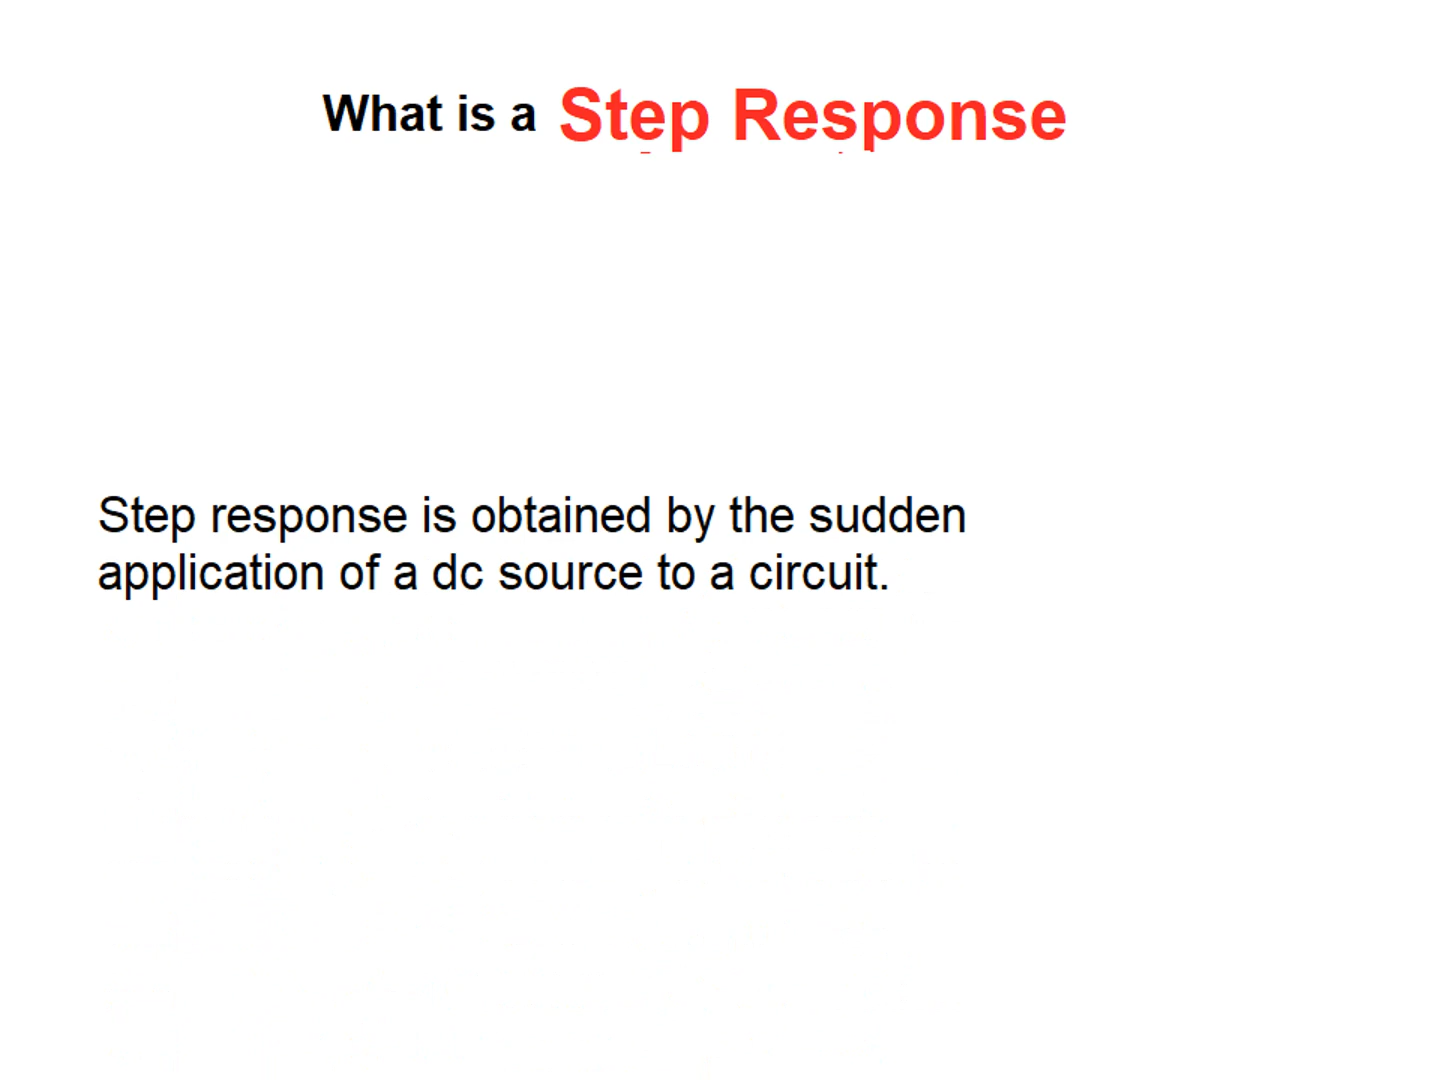 What is a Step Response
Step response is obtained by the sudden
application of a dc source to a circuit.